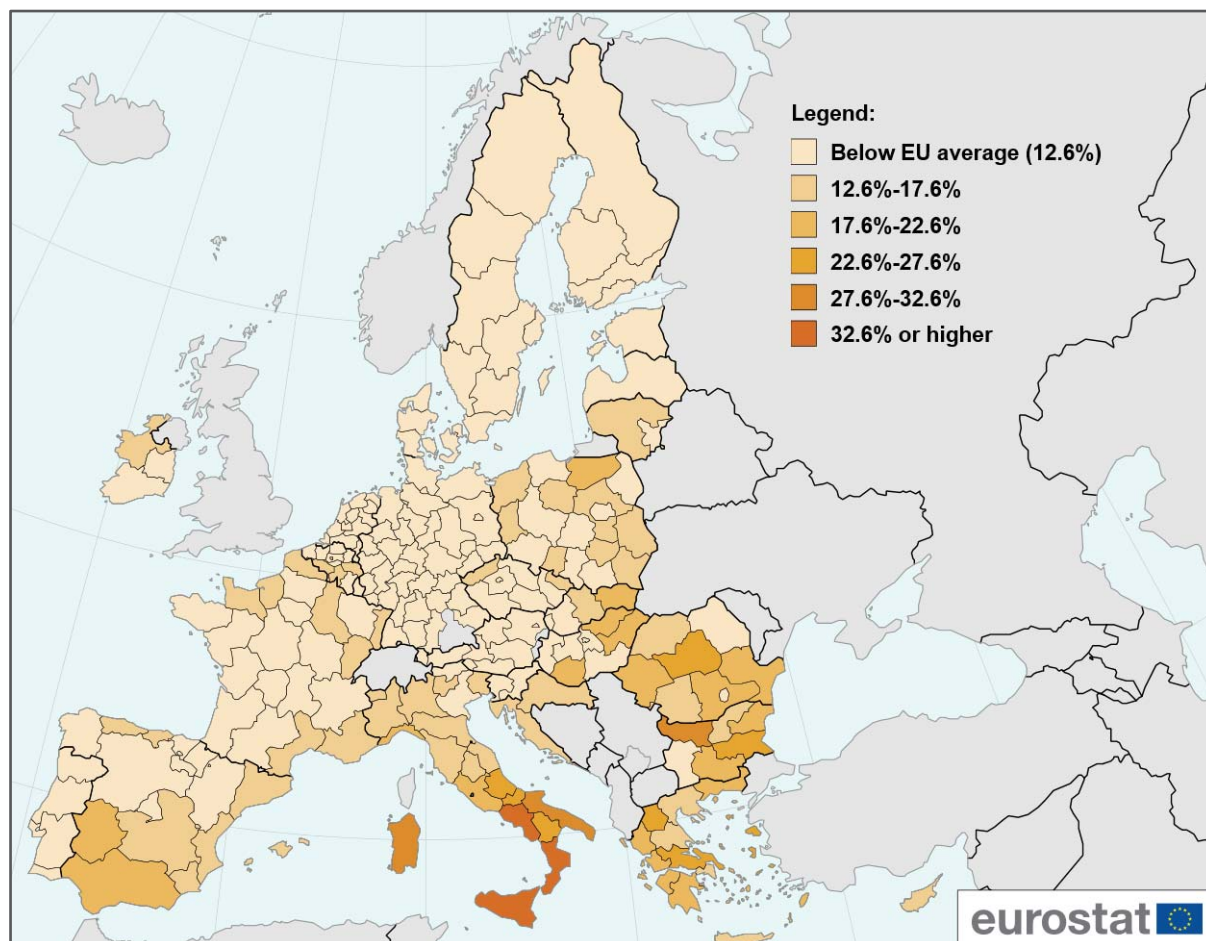 Legend:
Below EU average (12.6%)
12.6%-17.6%
17.6%-22.6%
22.6%-27.6%
27.6%-32.6%
32.6% or higher
eurostat